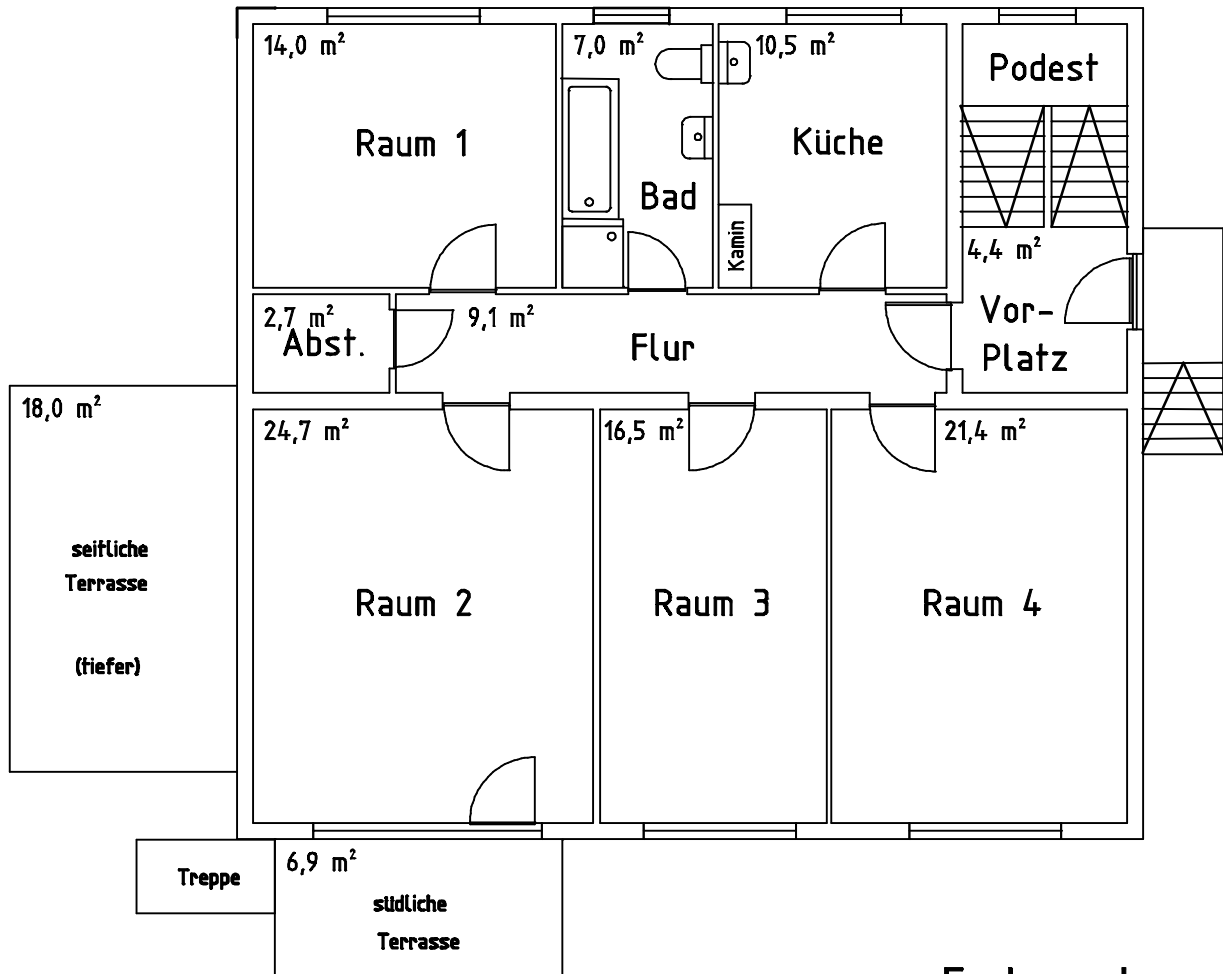 14,0 m²
Raum 1
7,0 m²
Bad
10,5 m²
Küche
Kamin
Podest
4,4 m²
Vor-
Platz
2,7 m²
Abst.
9,1 m²
Flur
18,0 m²
seitliche
Terrasse
(tiefer)
24,7 m²
Raum 2
16,5 m²
Raum 3
21,4 m²
Raum 4
Treppe
6,9 m²
südliche
Terrasse